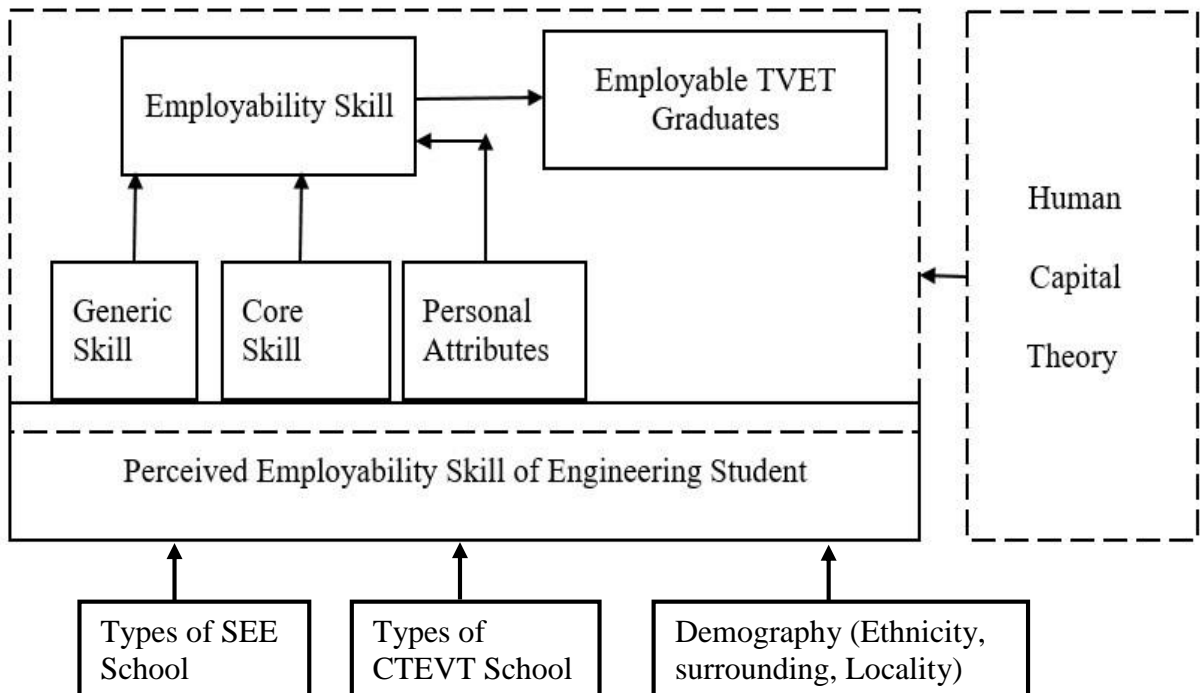 Employability Skill
Employable TVET
Graduates
Human
Capital
Theory
Generic
Skill
Core
Skill
Personal
Attributes
Perceived Employability Skill of Engineering Student
Types of SEE
School
Types of
CTEVT School
Demography (Ethnicity,
surrounding, Locality)